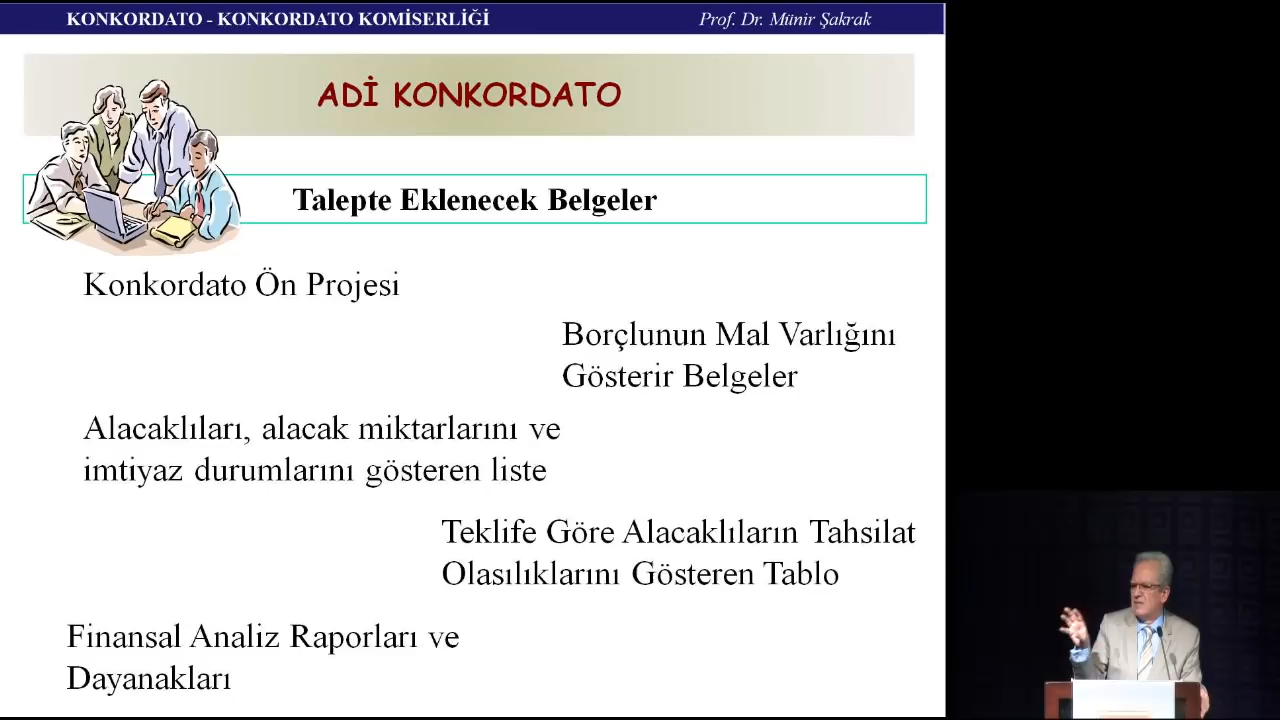 KONKORDATO - KONKORDATO KOMİSERLİĞİ
Prof. Dr. Münir Şakrak
ADİ KONKORDATO
Talepte Eklenecek Belgeler
Konkordato Ön Projesi
Borçlunun Mal Varlığını
Gösterir Belgeler
Alacaklıları, alacak miktarlarını ve
imtiyaz durumlarını gösteren liste
Teklife Göre Alacaklıların Tahsilat
Olasılıklarını Gösteren Tablo
Finansal Analiz Raporları ve
Dayanakları